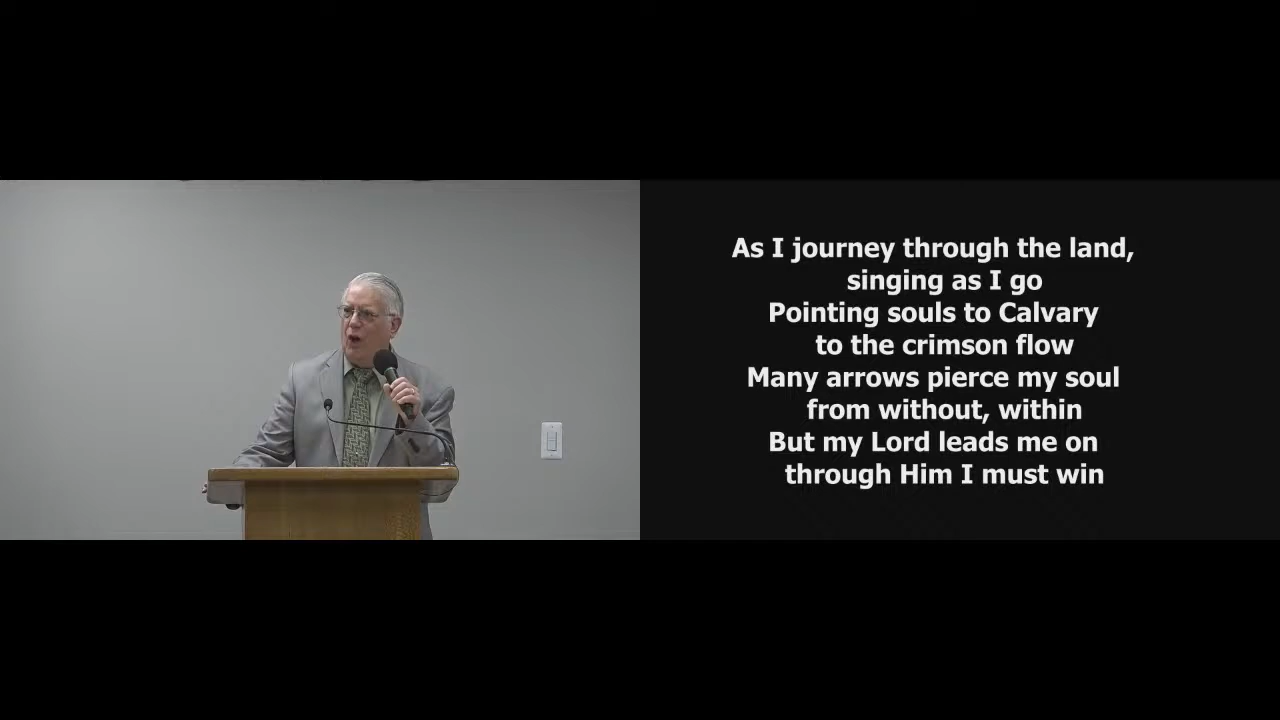 As I journey through the land,
singing as I go
Pointing souls to Calvary
to the crimson flow
Many arrows pierce my soul
from without, within
But my Lord leads me on
through Him I must win